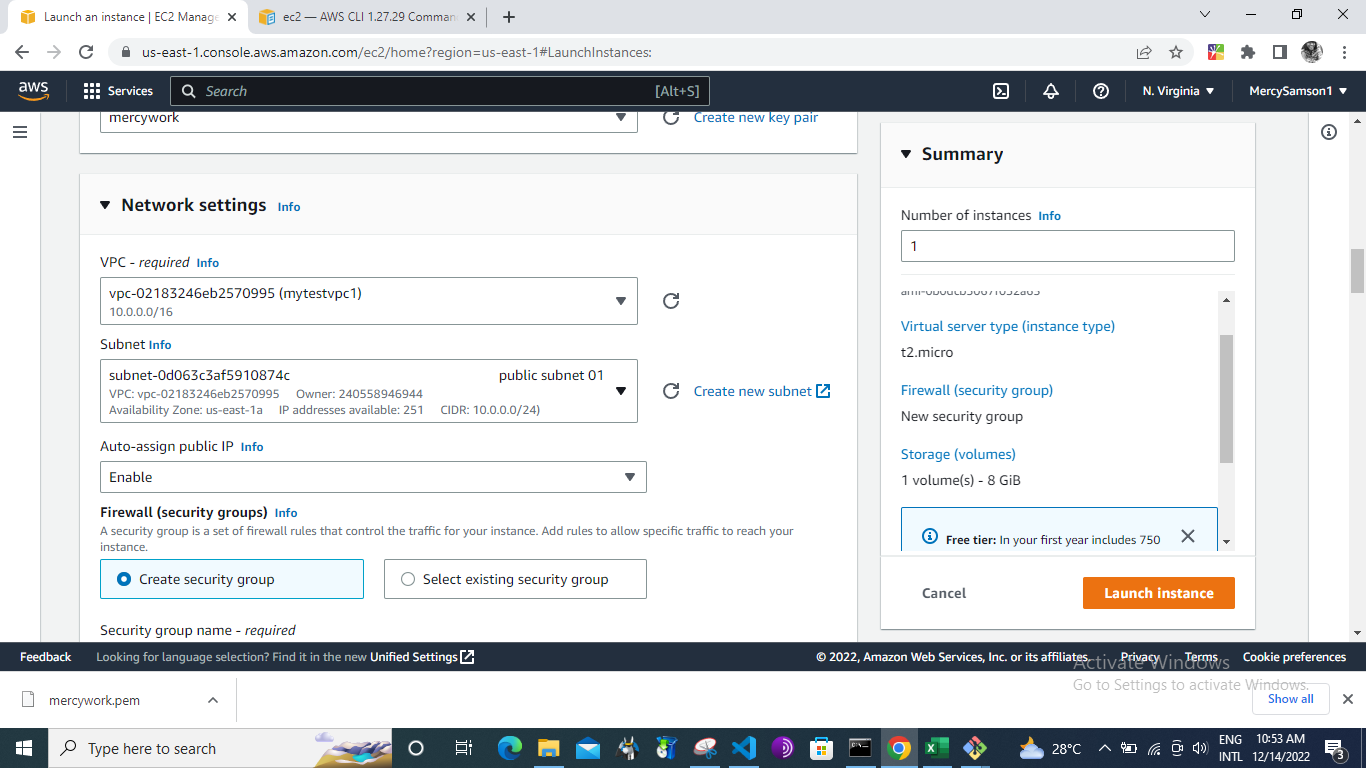 Launch an instance | EC2 Manage
ec2 — AWS CLI 1.27.29 Comman
us-east-1.console.aws.amazon.com/ec2/home?region=us-east-1#LaunchInstances:
aws
Services
Search
[Alt+S]
N. Virginia
MercySamson1
mercywork
Create new key pair
Network settings Info
VPC - required Info
vpc-02183246eb2570995 (mytestvpc1)
10.0.0.0/16
Subnet Info
subnet-0d063c3af5910874c public subnet 01
VPC: vpc-02183246eb2570995 Owner: 240558946944
Availability Zone: us-east-1a IP addresses available: 251 CIDR: 10.0.0.0/24)
Create new subnet
Auto-assign public IP Info
Enable
Firewall (security groups) Info
A security group is a set of firewall rules that control the traffic for your instance. Add rules to allow specific traffic to reach your
instance.
Create security group
Select existing security group
Security group name - required
Summary
Number of instances Info
1
Virtual server type (instance type)
t2.micro
Firewall (security group)
New security group
Storage (volumes)
1 volume(s) - 8 GiB
Free tier: In your first year includes 750
Cancel
Launch instance
Feedback
Looking for language selection? Find it in the new Unified Settings
© 2022, Amazon Web Services, Inc. or its affiliates.
Privacy
Terms
Cookie preferences
Activate Windows
Go to Settings to activate Windows.
mercywork.pem
Show all
Type here to search
28°C
ENG
INTL
10:53 AM
12/14/2022
3